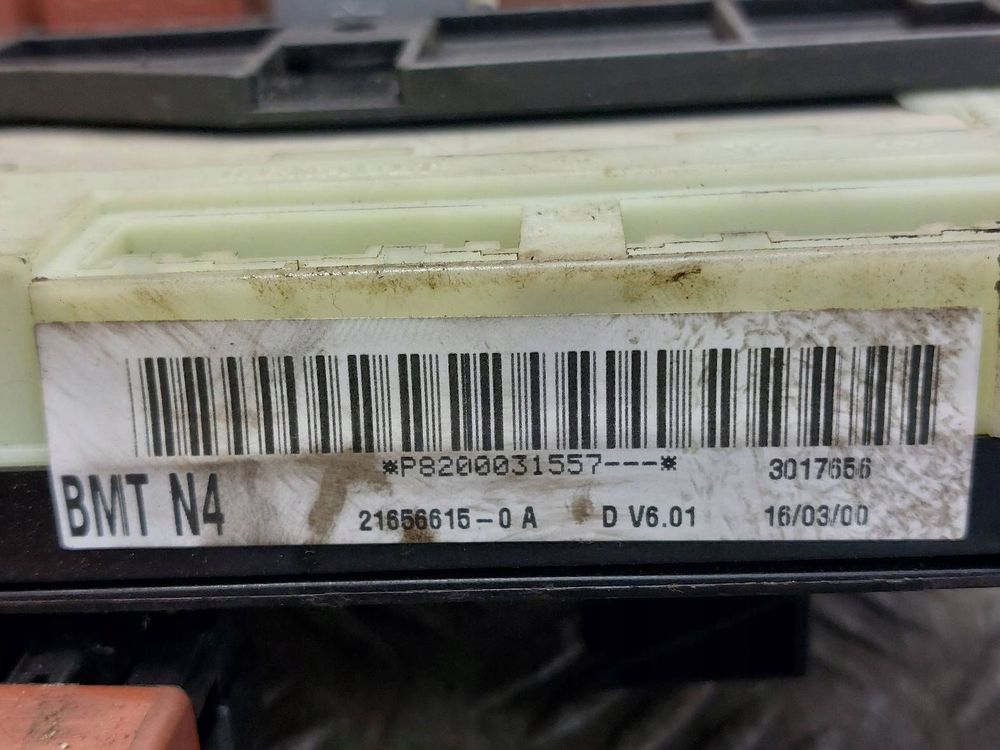 *P8200031557---* 3017656
BMT N4
21656615-0 A D V6.01 16/03/00